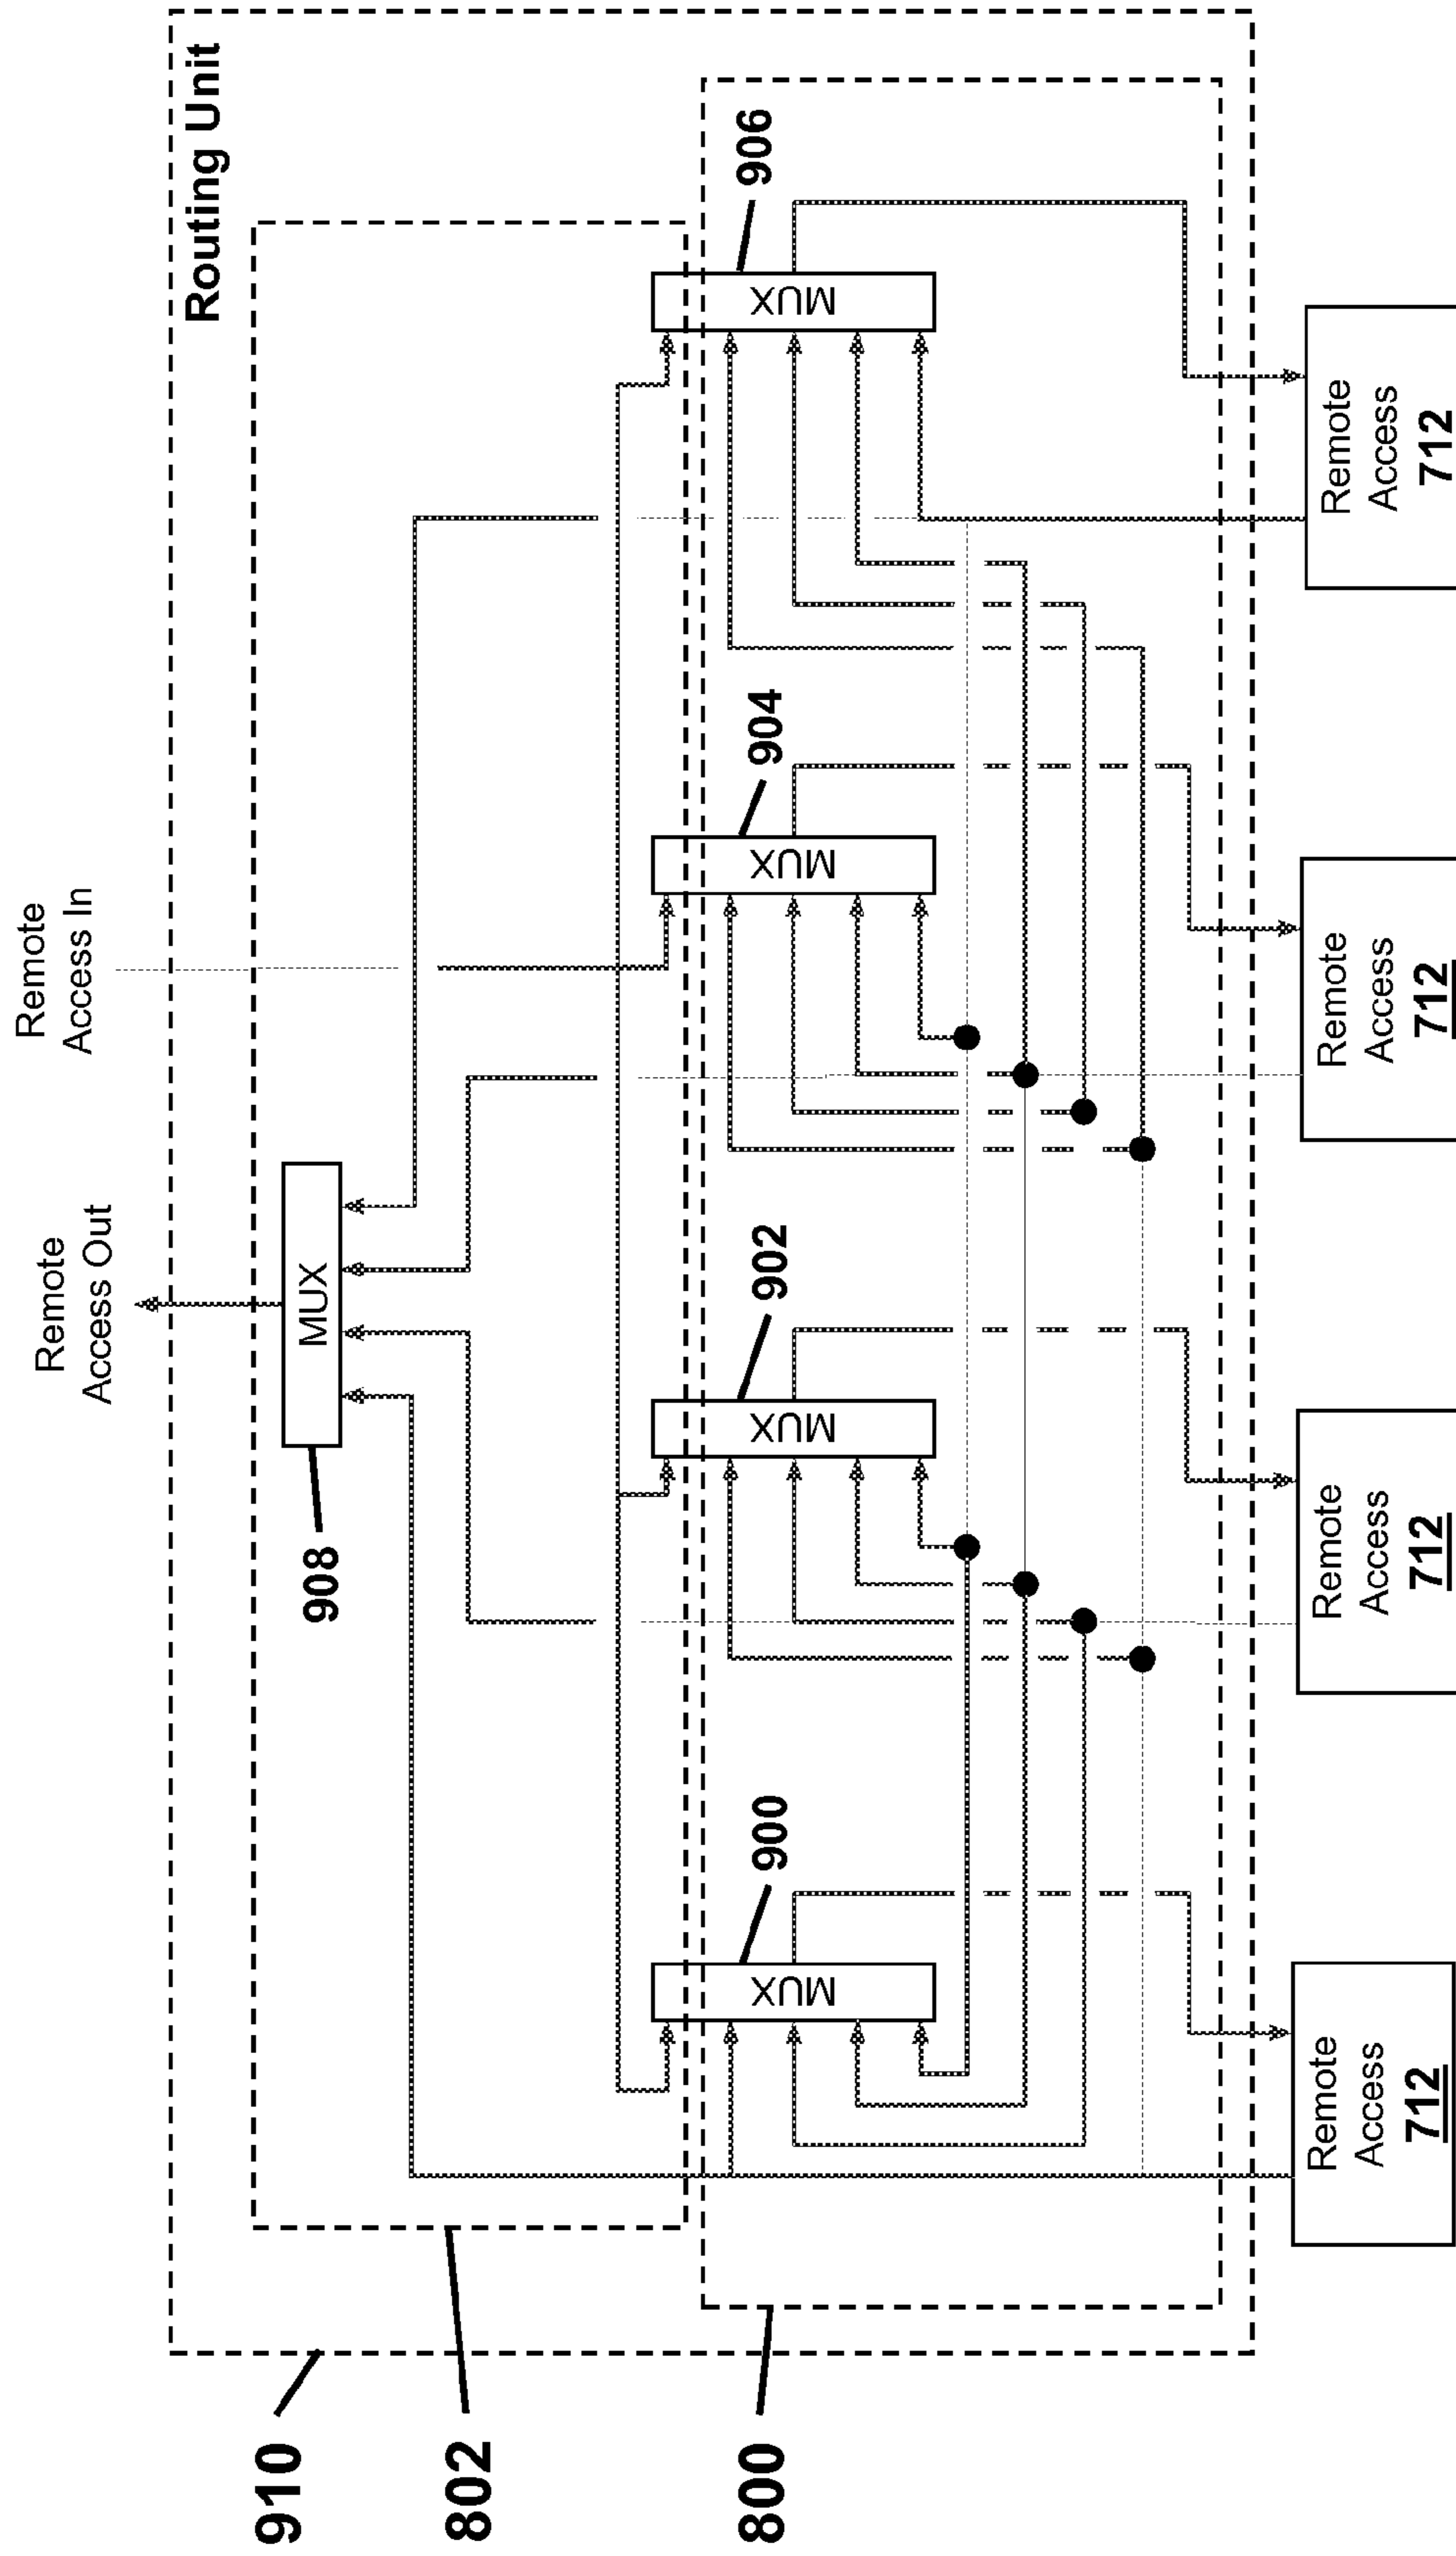 910
802
800
Routing Unit
Remote
Access Out
Remote
Access In
MUX
908
MUX
900
MUX
902
MUX
904
MUX
906
Remote
Access
712
Remote
Access
712
Remote
Access
712
Remote
Access
712